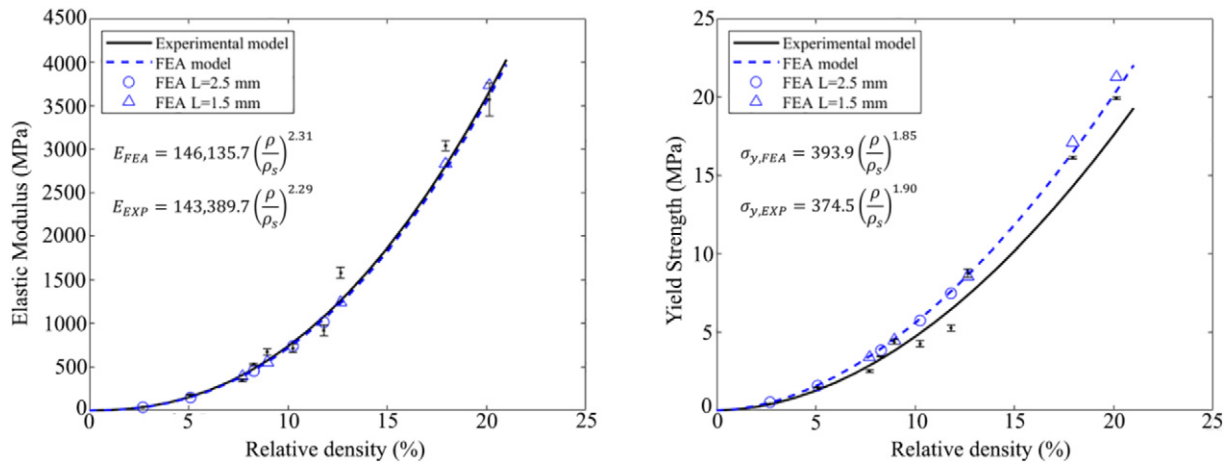 4500
4000
3500
3000
2500
2000
1500
1000
500
0
Elastic Modulus (MPa)
Experimental model
FEA model
FEA L=2.5 mm
FEA L=1.5 mm
E_FEA = 146,135.7 (ρ/ρ_s)^2.31
E_EXP = 143,389.7 (ρ/ρ_s)^2.29
0 5 10 15 20 25
Relative density (%)
25
20
15
10
5
0
Yield Strength (MPa)
Experimental model
FEA model
FEA L=2.5 mm
FEA L=1.5 mm
σ_y,FEA = 393.9 (ρ/ρ_s)^1.85
σ_y,EXP = 374.5 (ρ/ρ_s)^1.90
0 5 10 15 20 25
Relative density (%)